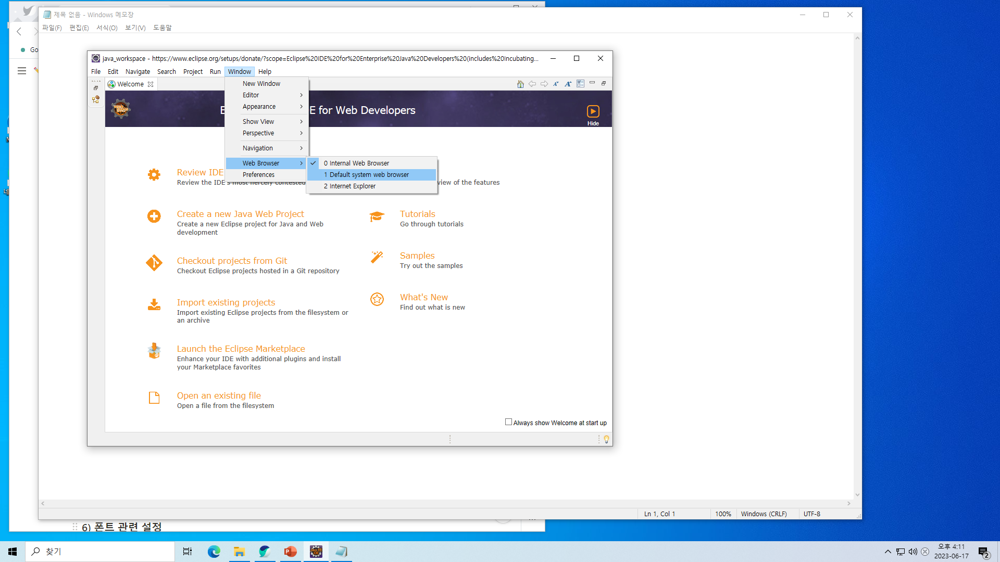 제목 없음 - Windows 메모장
파일(F) 편집(E) 서식(O) 보기(V) 도움말
Go
java_workspace - https://www.eclipse.org/setups/donate/?scope=Eclipse%20IDE%20for%20Enterprise%20Java%20Developers%20(includes%20Incubating...
File Edit Navigate Search Project Run Window Help
Welcome
New Window
Editor
Appearance
Show View
Perspective
Navigation
Web Browser
Preferences
0 Internal Web Browser
1 Default system web browser
2 Internet Explorer
E for Web Developers
Hide
Review IDE
Review the IDE's most fiercely contested
view of the features
Create a new Java Web Project
Create a new Eclipse project for Java and Web
development
Tutorials
Go through tutorials
Checkout projects from Git
Checkout Eclipse projects hosted in a Git repository
Samples
Try out the samples
Import existing projects
Import existing Eclipse projects from the filesystem or
an archive
What's New
Find out what is new
Launch the Eclipse Marketplace
Enhance your IDE with additional plugins and install
your Marketplace favorites
Open an existing file
Open a file from the filesystem
Always show Welcome at start up
Ln 1, Col 1 100% Windows (CRLF) UTF-8
6) 폰트 관련 설정
찾기
오후 4:11
2023-06-17
2